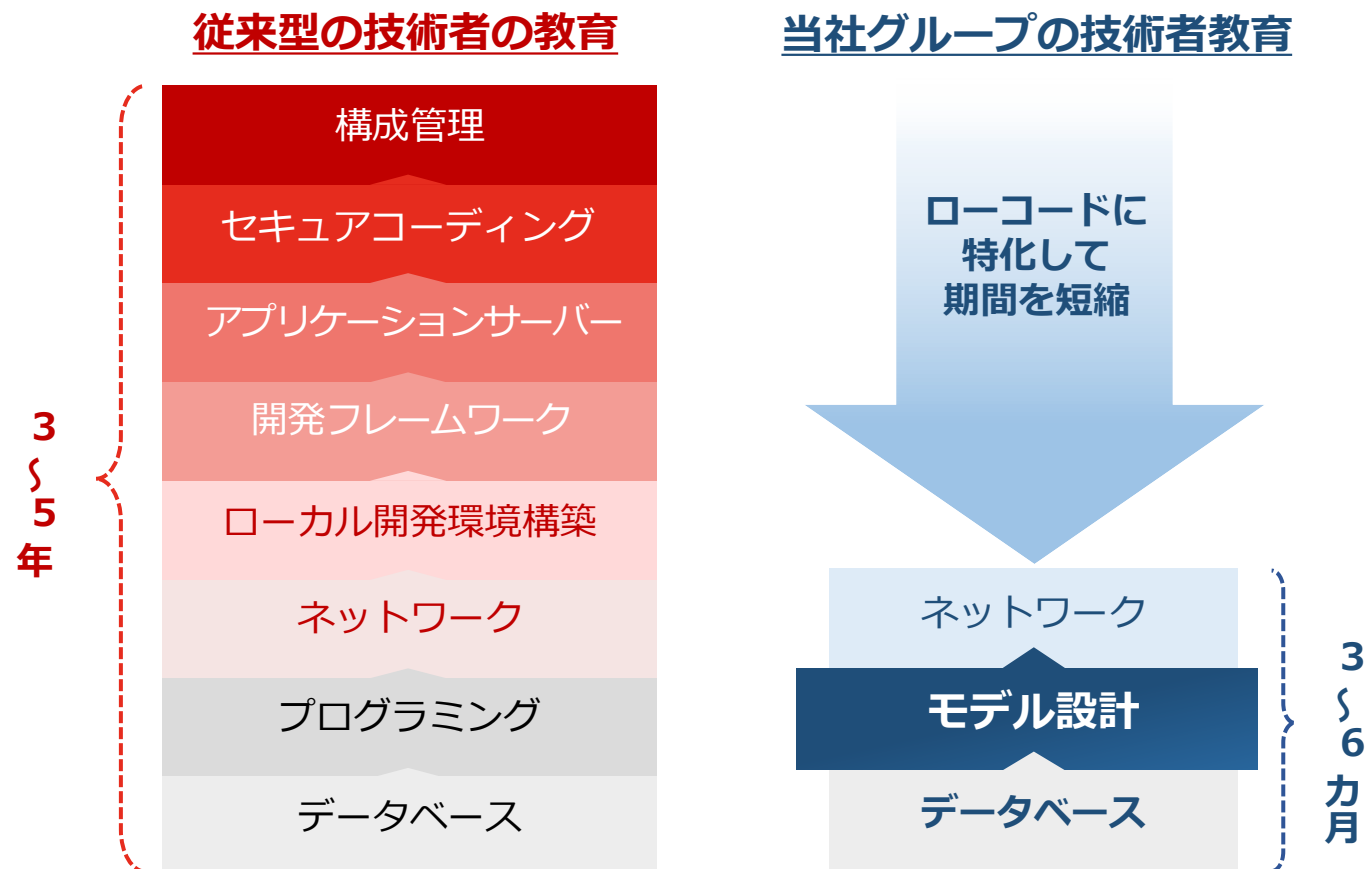 従来型の技術者の教育
当社グループの技術者教育
3〜5年
構成管理
セキュアコーディング
アプリケーションサーバー
開発フレームワーク
ローカル開発環境構築
ネットワーク
プログラミング
データベース
ローコードに
特化して
期間を短縮
ネットワーク
モデル設計
データベース
3〜6カ月